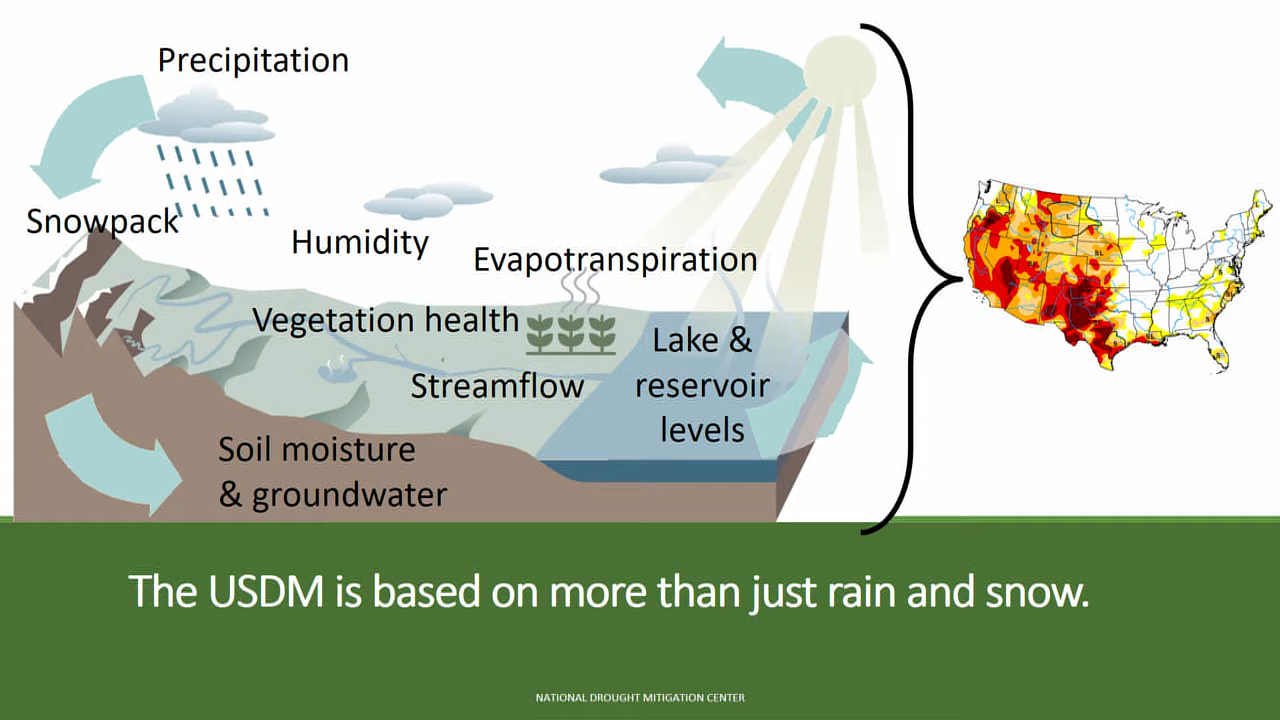 Precipitation
Snowpack
Humidity
Evapotranspiration
Vegetation health
Lake &
reservoir
levels
Streamflow
Soil moisture
& groundwater
The USDM is based on more than just rain and snow.
NATIONAL DROUGHT MITIGATION CENTER